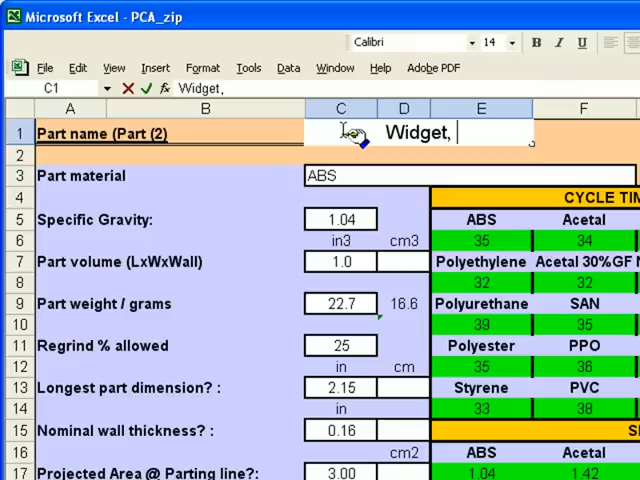 Microsoft Excel - PCA_zip
Calibri 14 B I U
File Edit View Insert Format Tools Data Window Help Adobe PDF
C1 fx Widget,
A B C D E F
1 Part name (Part (2) Widget,
2
3 Part material ABS
4 CYCLE TIM
5 Specific Gravity: 1.04 ABS Acetal
6 in3 cm3 35 34
7 Part volume (LxWxWall) 1.0 Polyethylene Acetal 30%GF N
8 32 32
9 Part weight / grams 22.7 16.6 Polyurethane SAN
10 39 35
11 Regrind % allowed 25 Polyester PPO
12 in cm 35 36
13 Longest part dimension? : 2.15 Styrene PVC
14 in 33 38
15 Nominal wall thickness? : 0.16 S
16 cm2 ABS Acetal
17 Projected Area @ Parting line?: 3.00 1.04 1.42